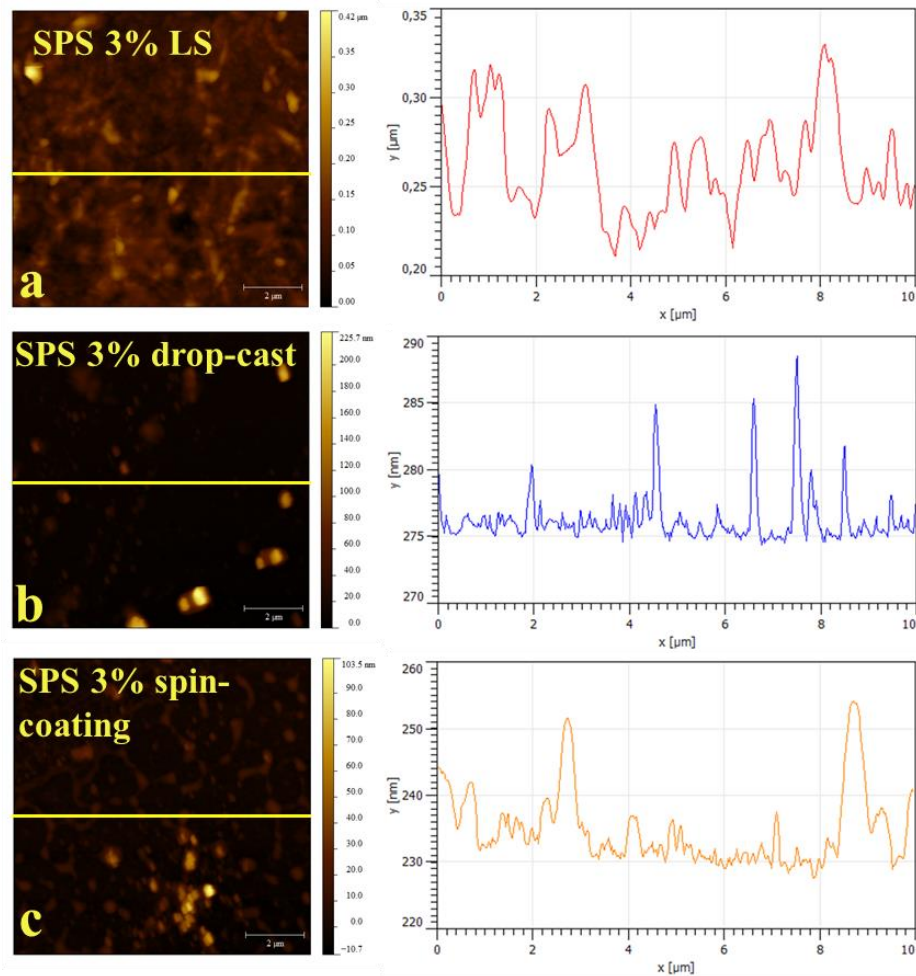 SPS 3% LS
a
2 μm
0.42 μm
0.35
0.30
0.25
0.20
0.15
0.10
0.05
0.00
0,35
0,30
0,25
0,20
y [μm]
0 2 4 6 8 10
x [μm]
SPS 3% drop-cast
b
2 μm
225.7 nm
200.0
180.0
160.0
140.0
120.0
100.0
80.0
60.0
40.0
20.0
0.0
290
285
280
275
270
y [nm]
0 2 4 6 8 10
x [μm]
SPS 3% spin-
coating
c
2 μm
103.5 nm
90.0
80.0
70.0
60.0
50.0
40.0
30.0
20.0
10.0
0.0
−10.7
260
250
240
230
220
y [nm]
0 2 4 6 8 10
x [μm]